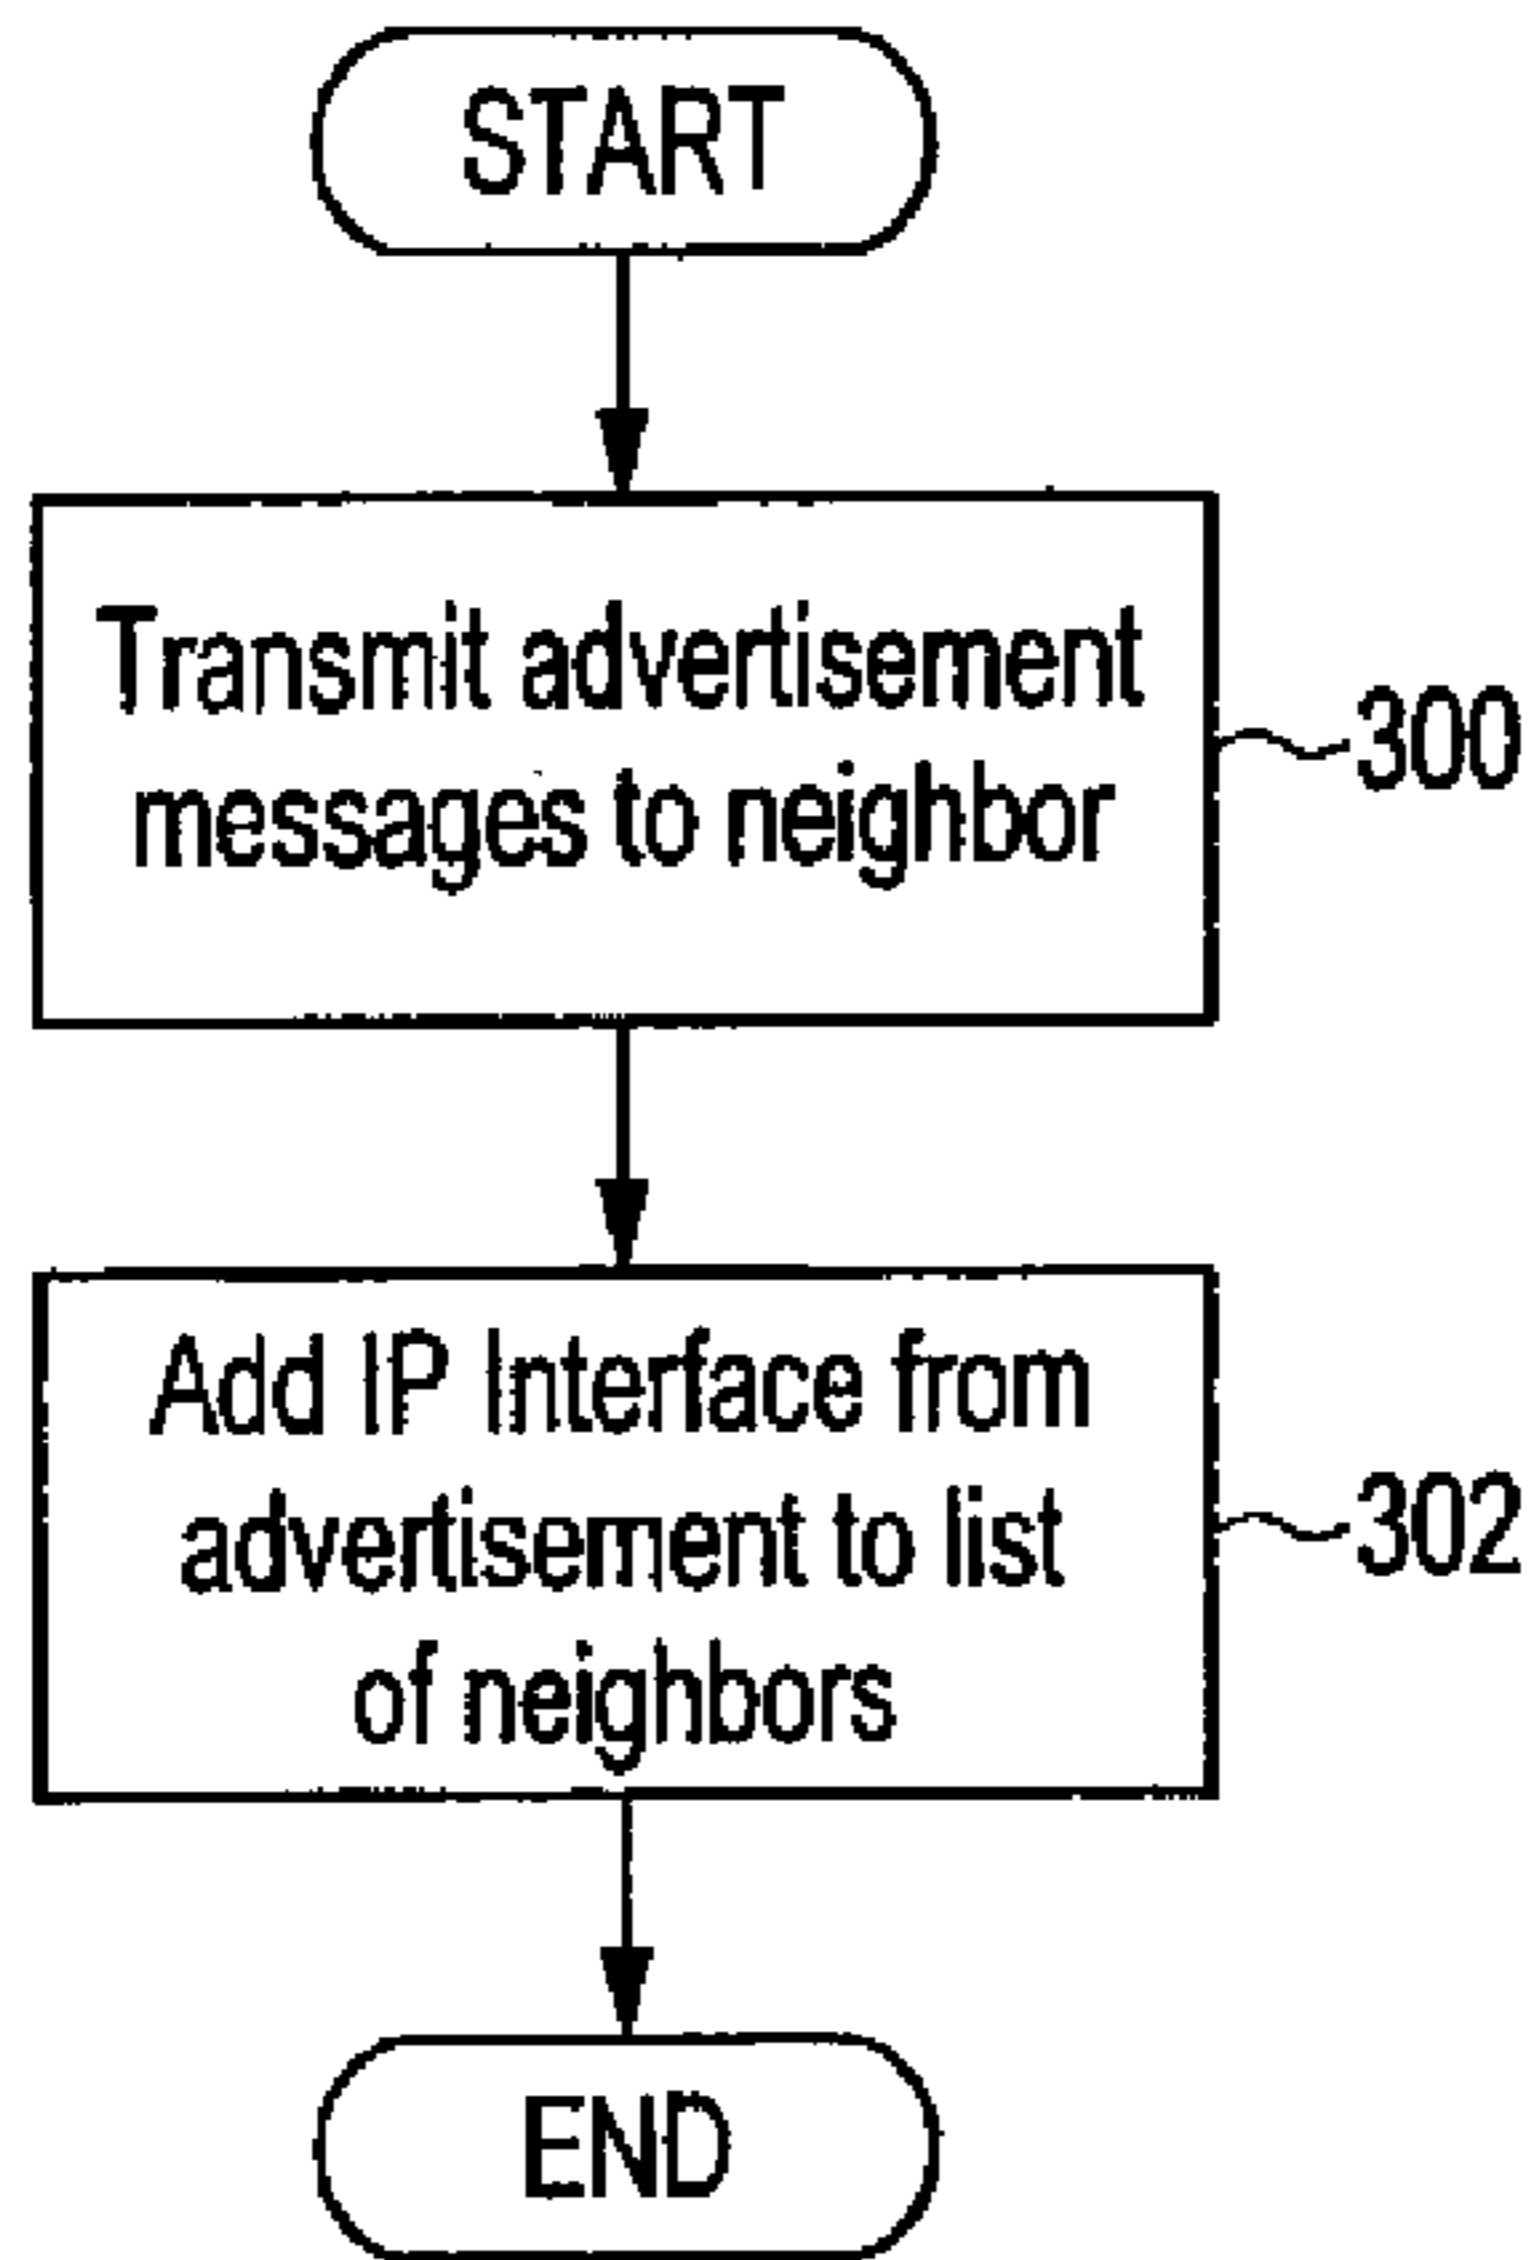 START
Transmit advertisement
messages to neighbor
300
Add IP Interface from
advertisement to list
of neighbors
302
END